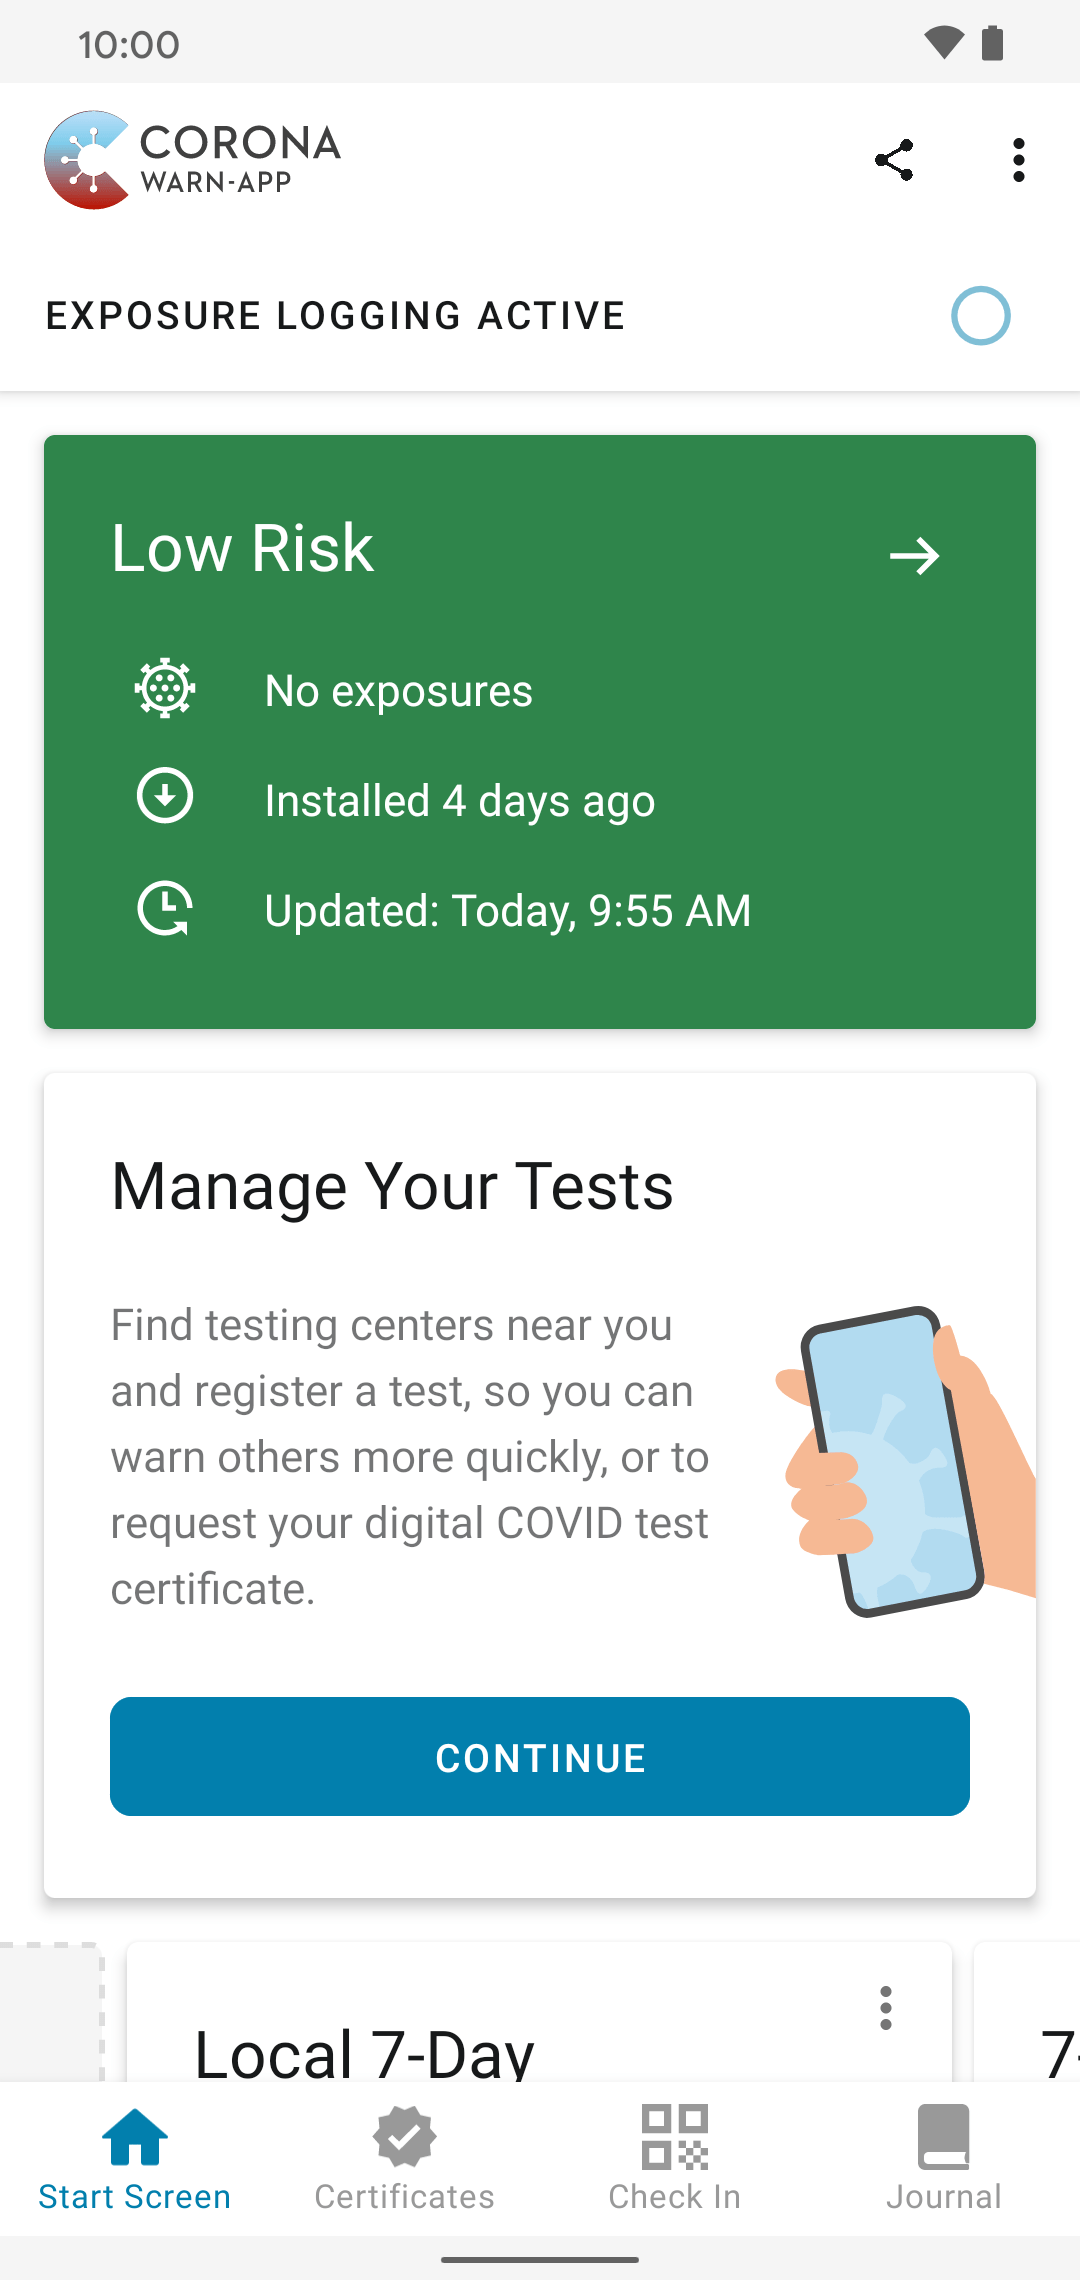 10:00
CORONA
WARN-APP
EXPOSURE LOGGING ACTIVE
Low Risk
No exposures
Installed 4 days ago
Updated: Today, 9:55 AM
Manage Your Tests
Find testing centers near you
and register a test, so you can
warn others more quickly, or to
request your digital COVID test
certificate.
CONTINUE
Local 7-Day
7-
Start Screen
Certificates
Check In
Journal